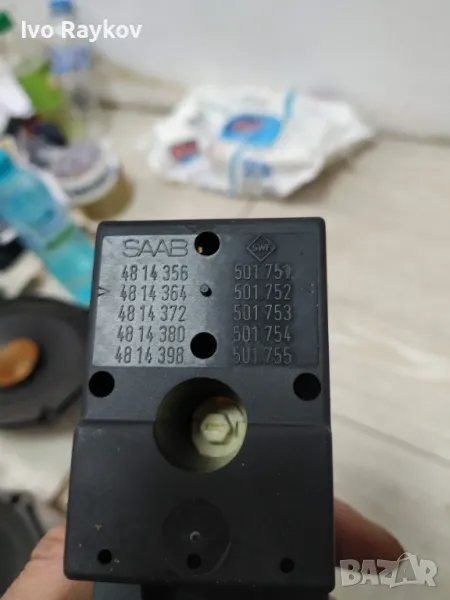 Ivo Raykov
SAAB SWF
48 14 356 501 751
48 14 364 501 752
48 14 372 501 753
48 14 380 501 754
48 14 398 501 755
BAZAR